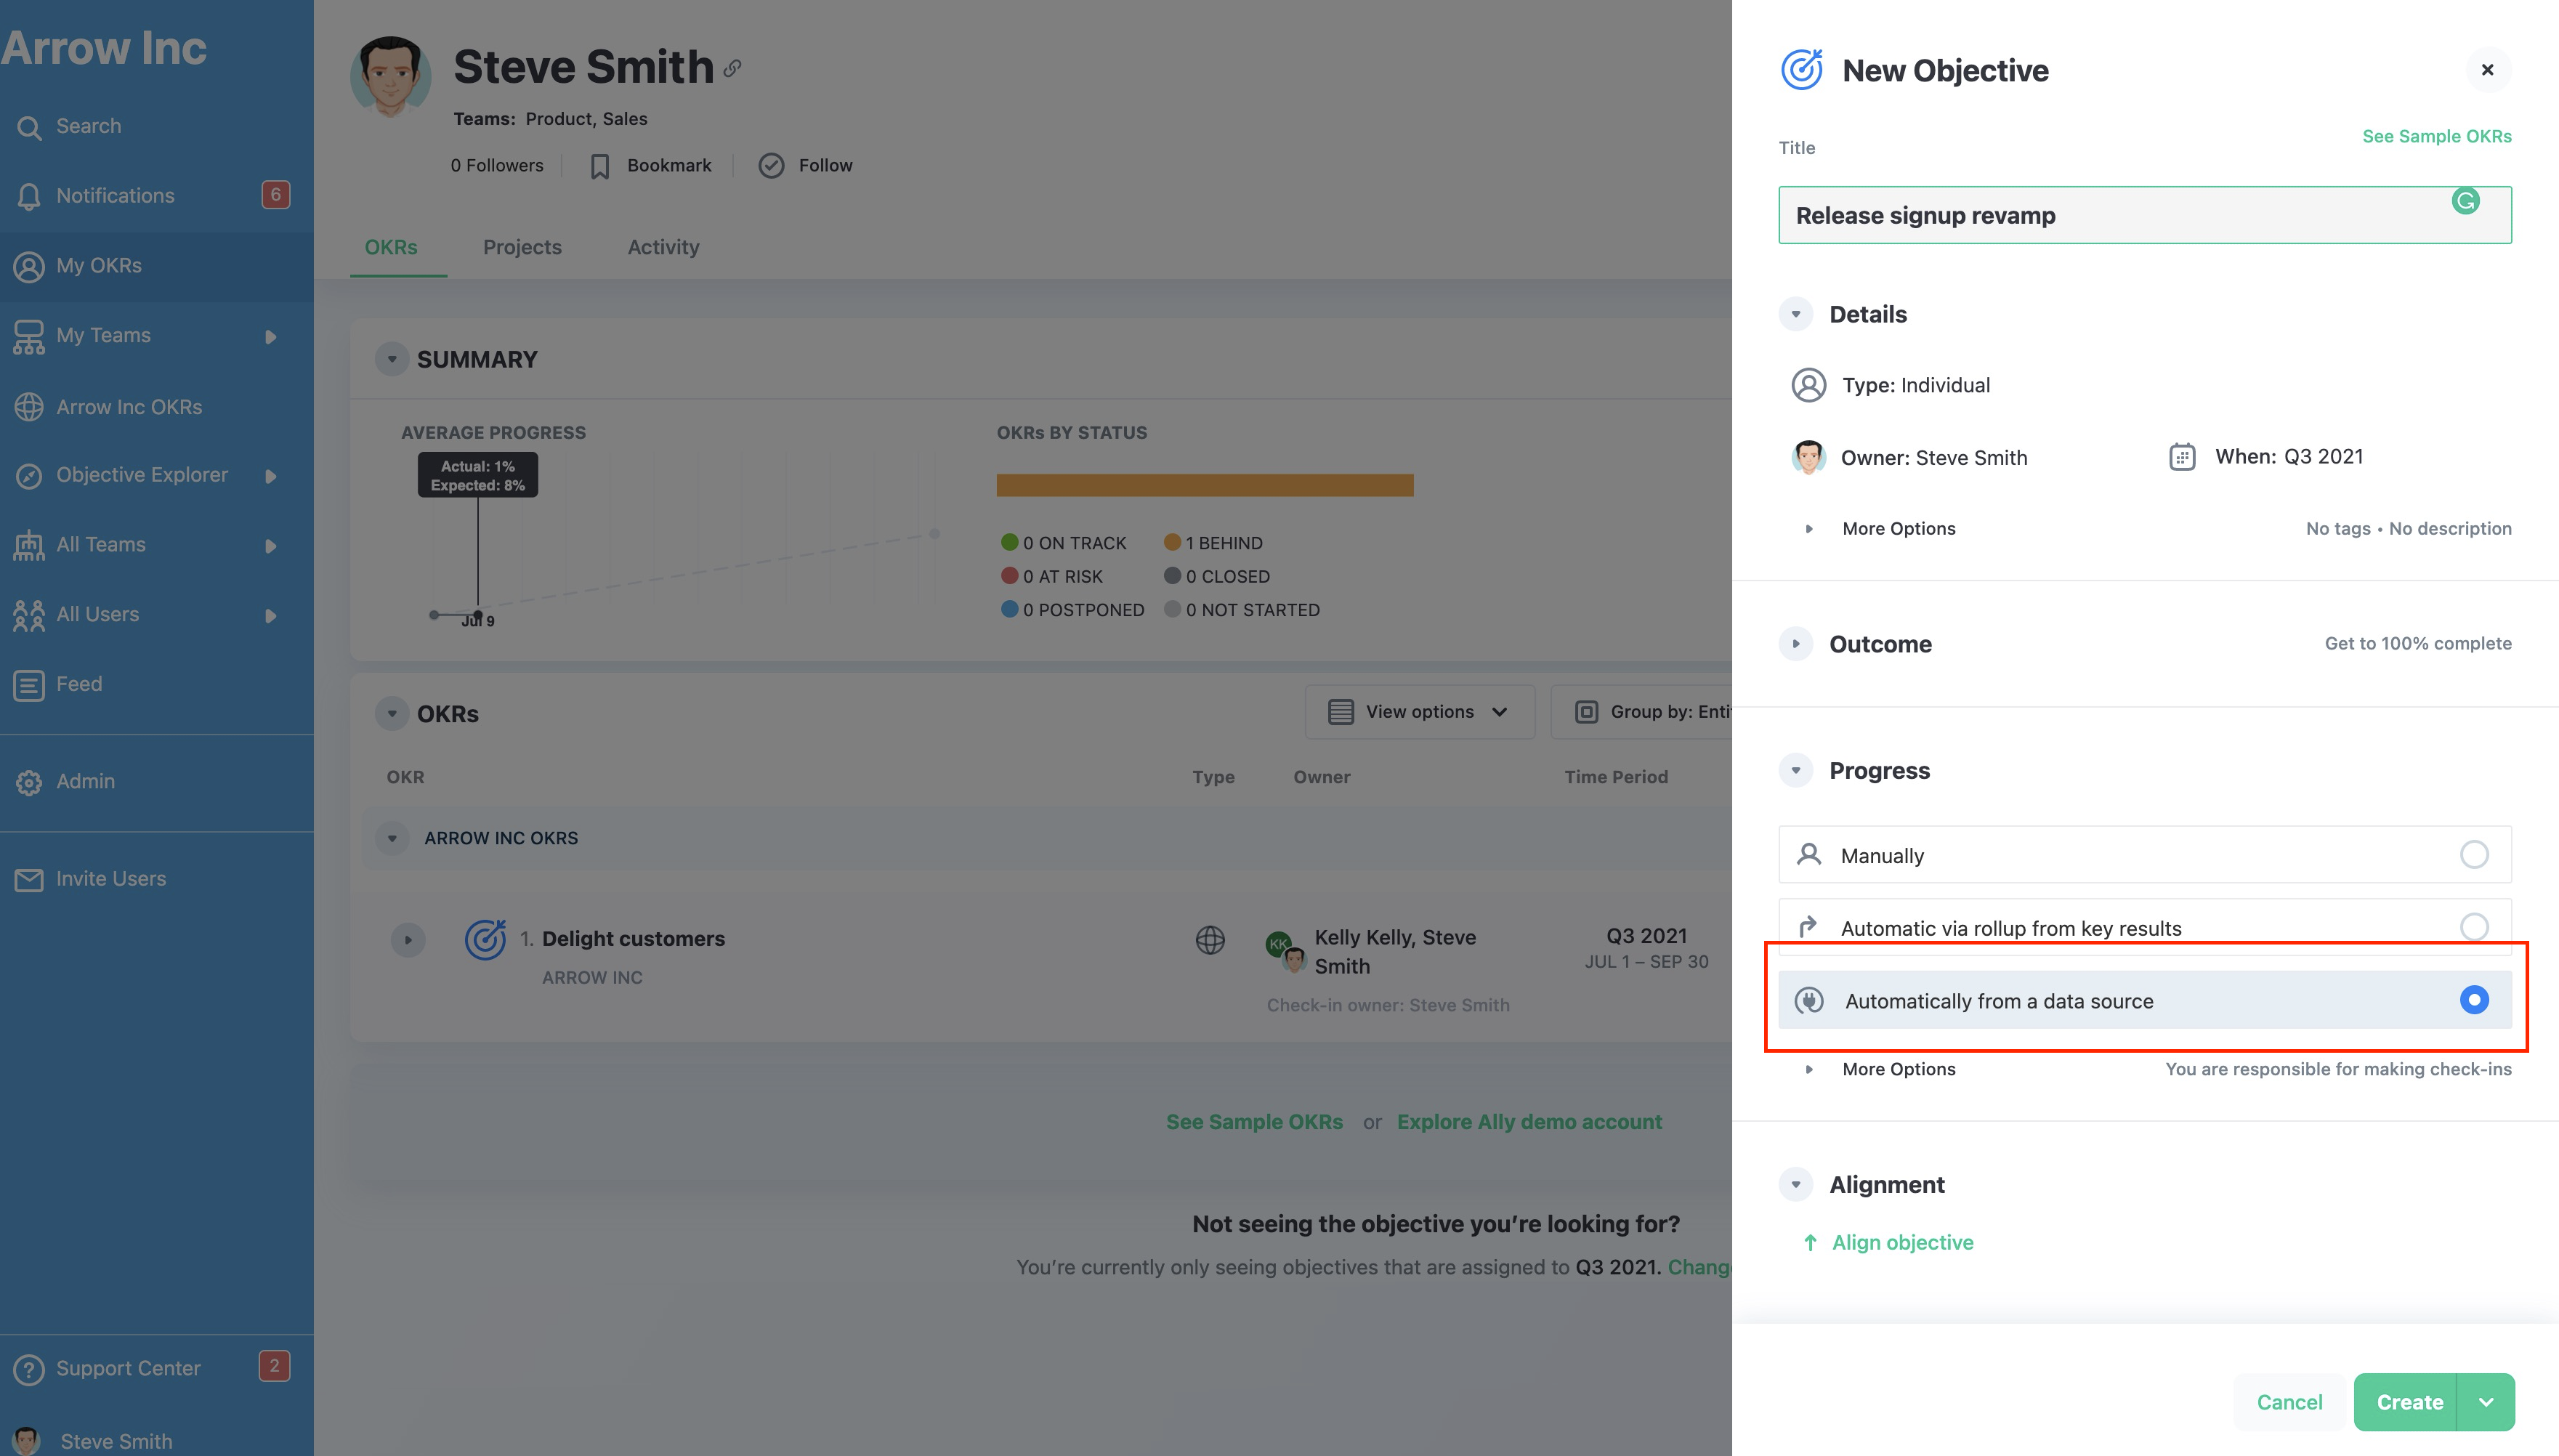 Arrow Inc
Search
Notifications 6
My OKRs
My Teams
Arrow Inc OKRs
Objective Explorer
All Teams
All Users
Feed
Admin
Invite Users
Support Center 2
Steve Smith
Steve Smith
Teams: Product, Sales
0 Followers Bookmark Follow
OKRs Projects Activity
SUMMARY
AVERAGE PROGRESS
Actual: 1%
Expected: 8%
Jul 9
OKRs BY STATUS
0 ON TRACK 1 BEHIND
0 AT RISK 0 CLOSED
0 POSTPONED 0 NOT STARTED
OKRs View options Group by: Enti
OKR Type Owner Time Period
ARROW INC OKRS
1. Delight customers
ARROW INC
KK
Kelly Kelly, Steve
Smith
Check-in owner: Steve Smith
Q3 2021
JUL 1 – SEP 30
See Sample OKRs or Explore Ally demo account
Not seeing the objective you’re looking for?
You’re currently only seeing objectives that are assigned to Q3 2021. Chang
New Objective
See Sample OKRs
Title
Release signup revamp
Details
Type: Individual
Owner: Steve Smith When: Q3 2021
More Options No tags • No description
Outcome Get to 100% complete
Progress
Manually
Automatic via rollup from key results
Automatically from a data source
More Options You are responsible for making check-ins
Alignment
Align objective
Cancel Create